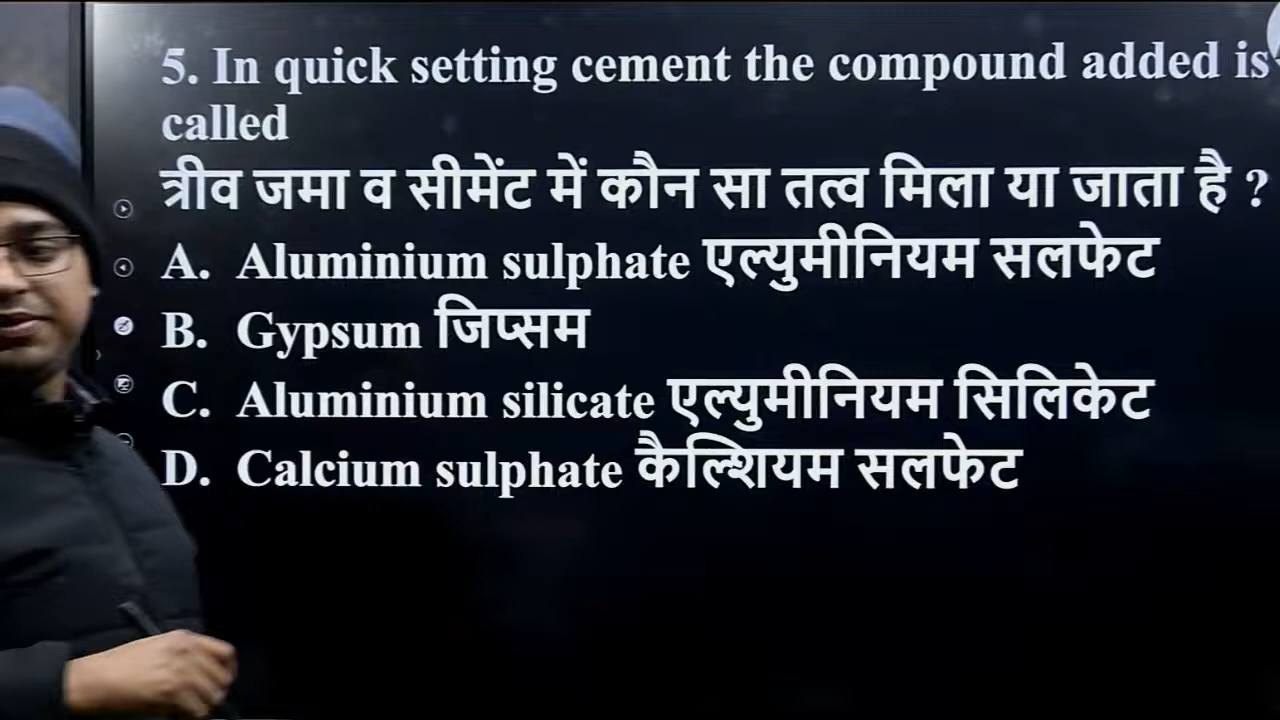 5. In quick setting cement the compound added is
called
त्रीव जमा व सीमेंट में कौन सा तत्व मिला या जाता है ?
A. Aluminium sulphate एल्युमीनियम सलफेट
B. Gypsum जिप्सम
C. Aluminium silicate एल्युमीनियम सिलिकेट
D. Calcium sulphate कैल्शियम सलफेट